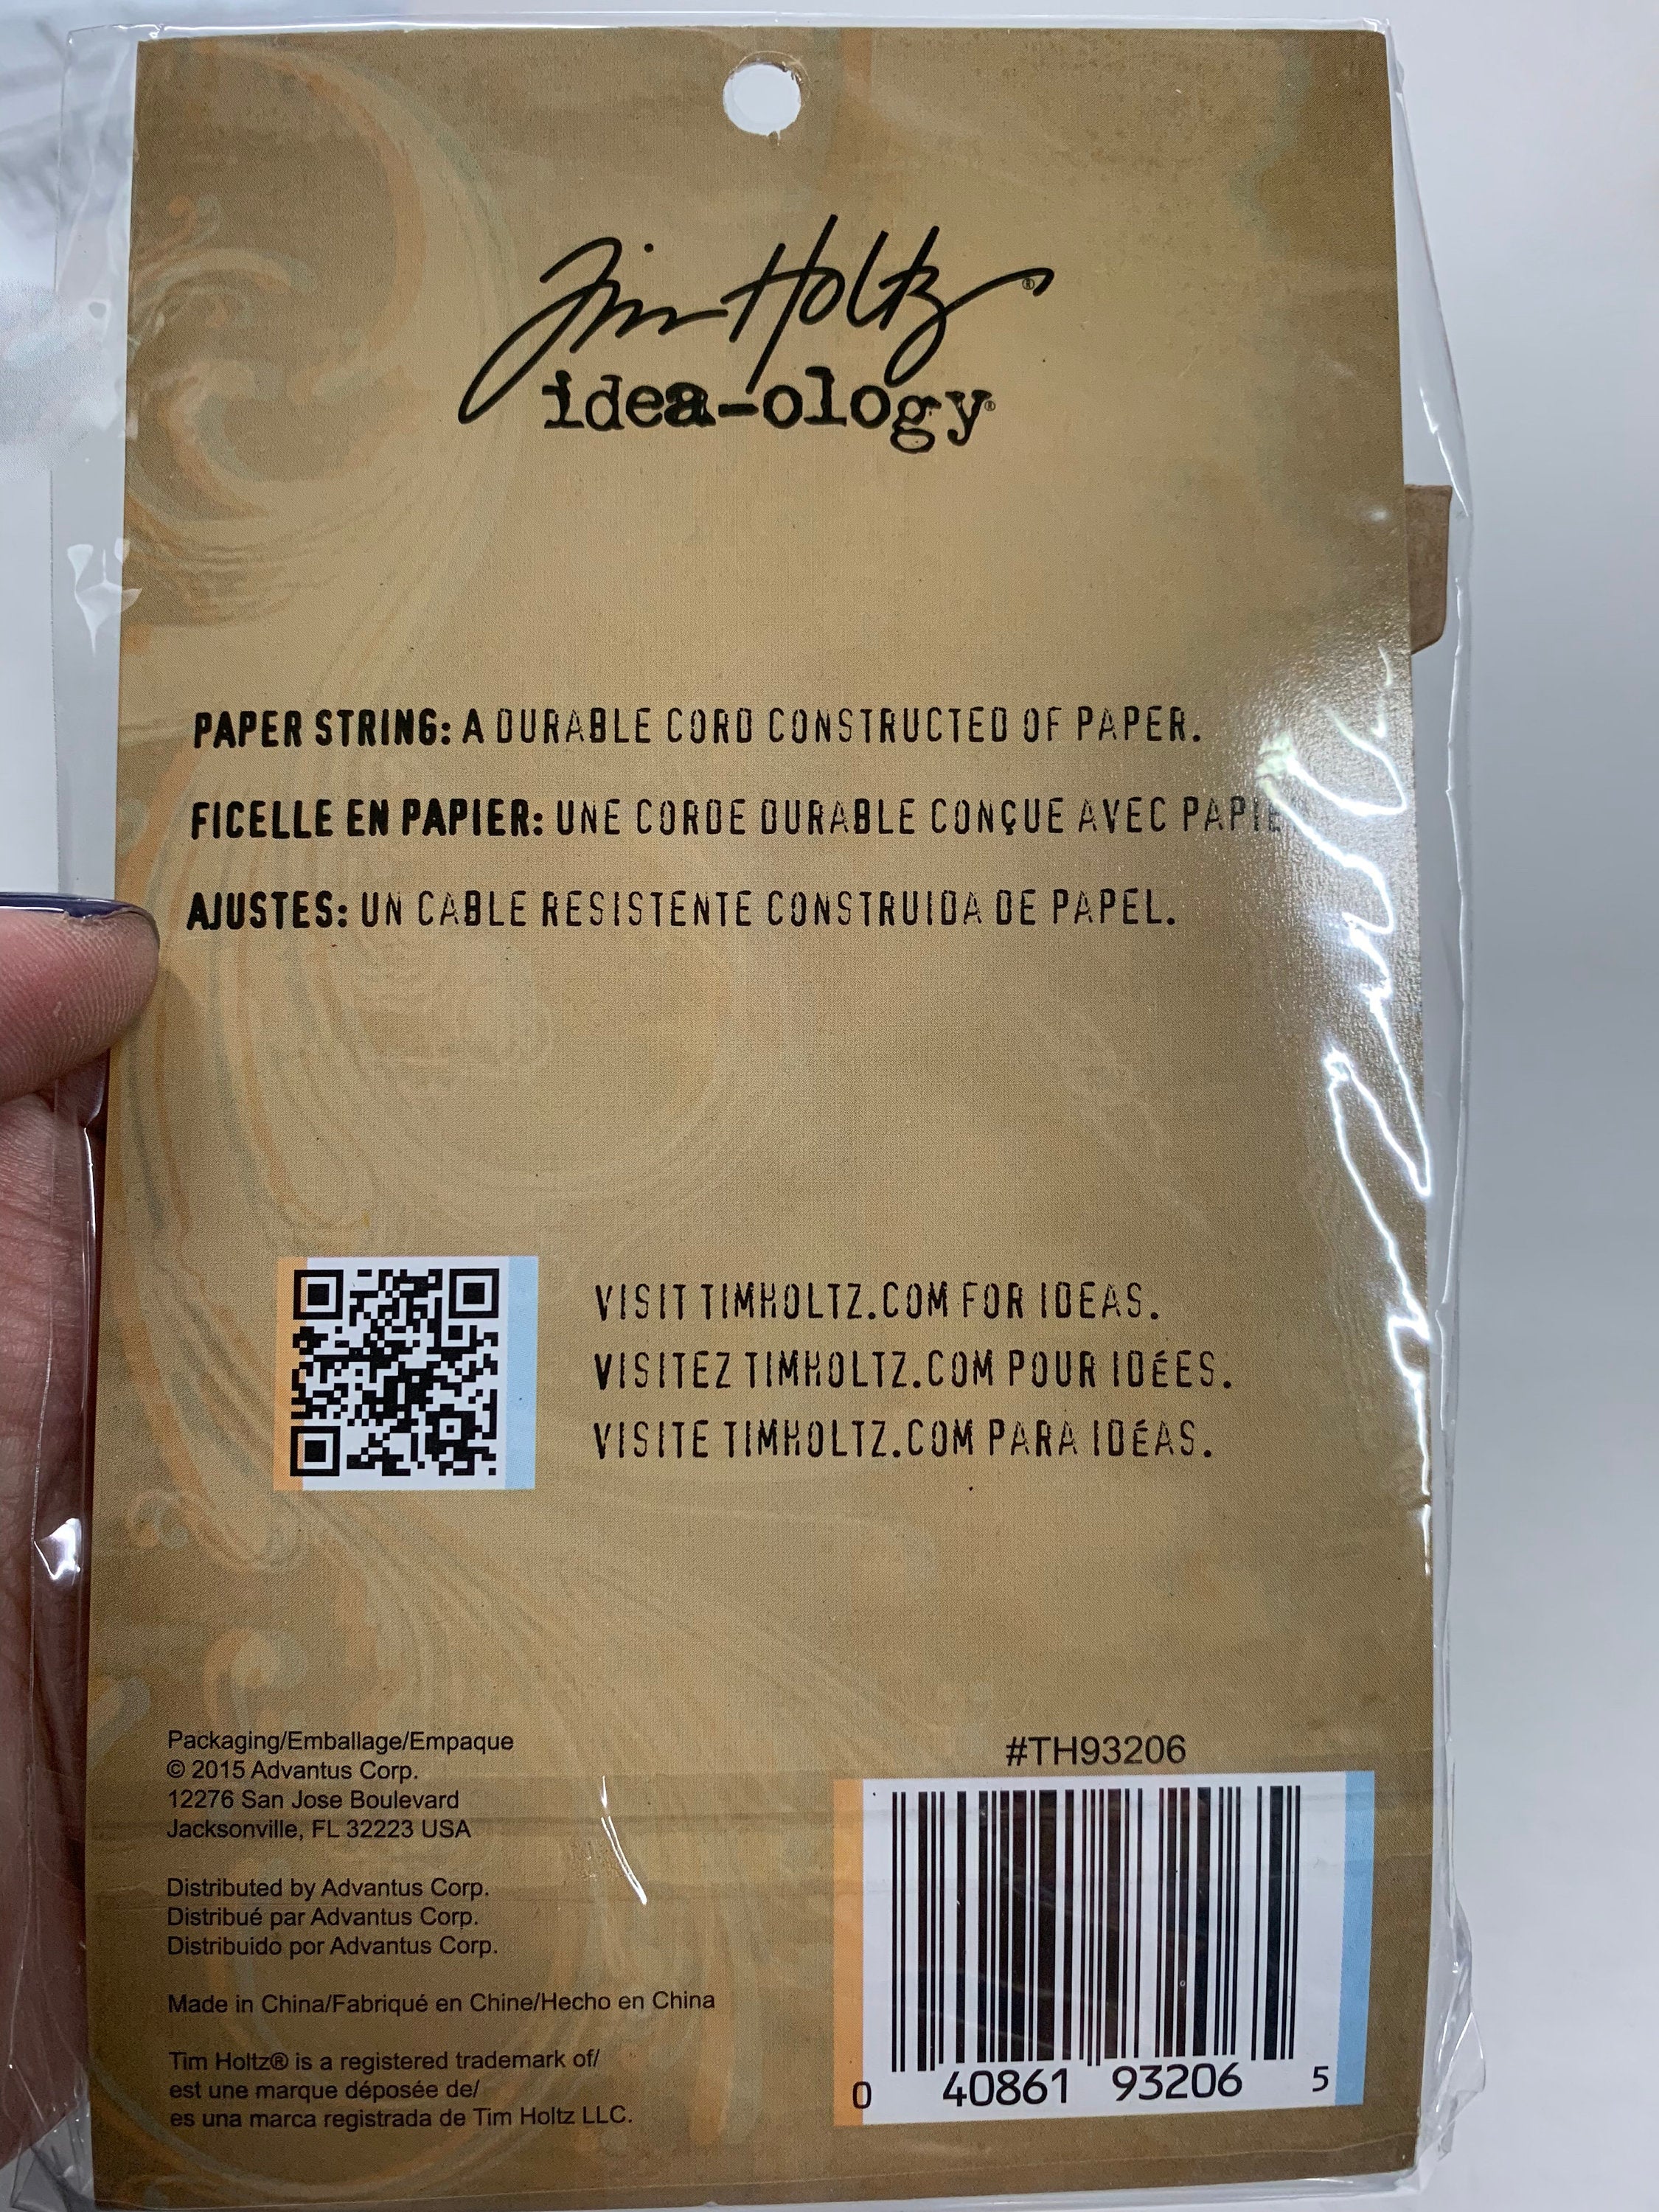 Tim Holtz®
idea-ology®
PAPER STRING: A DURABLE CORD CONSTRUCTED OF PAPER.
FICELLE EN PAPIER: UNE CORDE DURABLE CONÇUE AVEC
AJUSTES: UN CABLE RESISTENTE CONSTRUIDA DE PAPEL.
VISIT TIMHOLTZ.COM FOR IDEAS.
VISITEZ TIMHOLTZ.COM POUR IDÉES.
VISITE TIMHOLTZ.COM PARA IDÉAS.
Packaging/Emballage/Empaque
© 2015 Advantus Corp.
12276 San Jose Boulevard
Jacksonville, FL 32223 USA
Distributed by Advantus Corp.
Distribué par Advantus Corp.
Distribuido por Advantus Corp.
Made in China/Fabriqué en Chine/Hecho en China
Tim Holtz® is a registered trademark of/
est une marque déposée de/
es una marca registrada de Tim Holtz LLC.
#TH93206
0 40861 93206 5